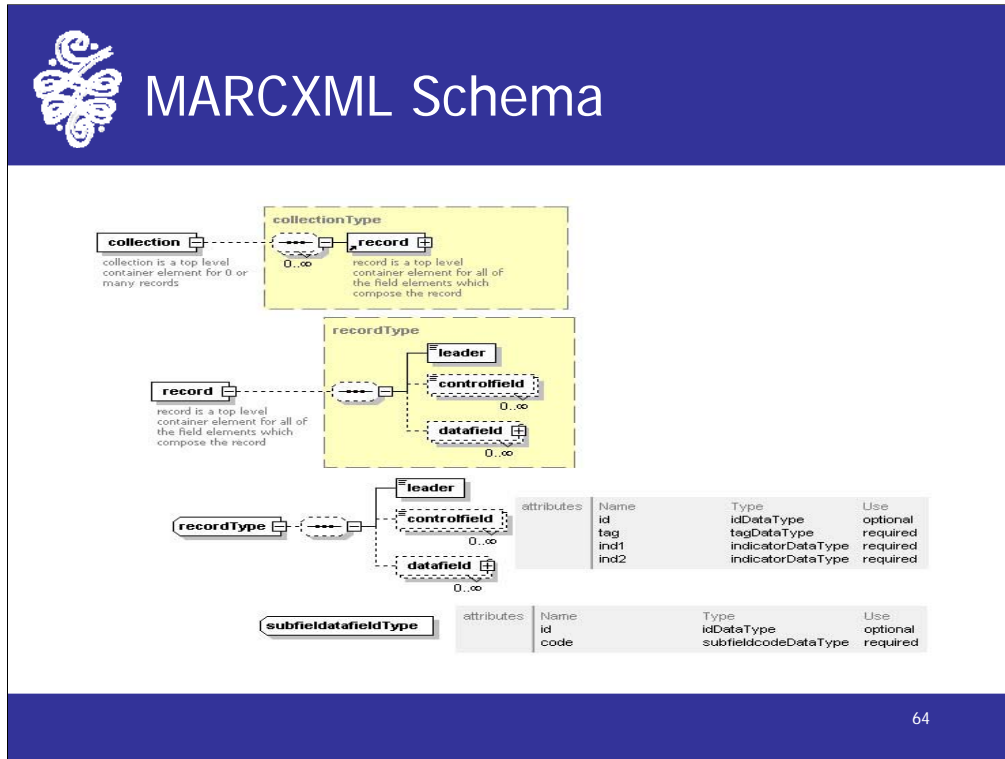 MARCXML Schema
collectionType
collection
record
0..∞
collection is a top level
container element for 0 or
many records
record is a top level
container element for all of
the field elements which
compose the record
recordType
leader
controlfield
0..∞
record
datafield
0..∞
record is a top level
container element for all of
the field elements which
compose the record
leader
recordType
controlfield
0..∞
datafield
0..∞
attributes Name Type Use
id idDataType optional
tag tagDataType required
ind1 indicatorDataType required
ind2 indicatorDataType required
subfieldatafieldType
attributes Name Type Use
id idDataType optional
code subfieldcodeDataType required
64